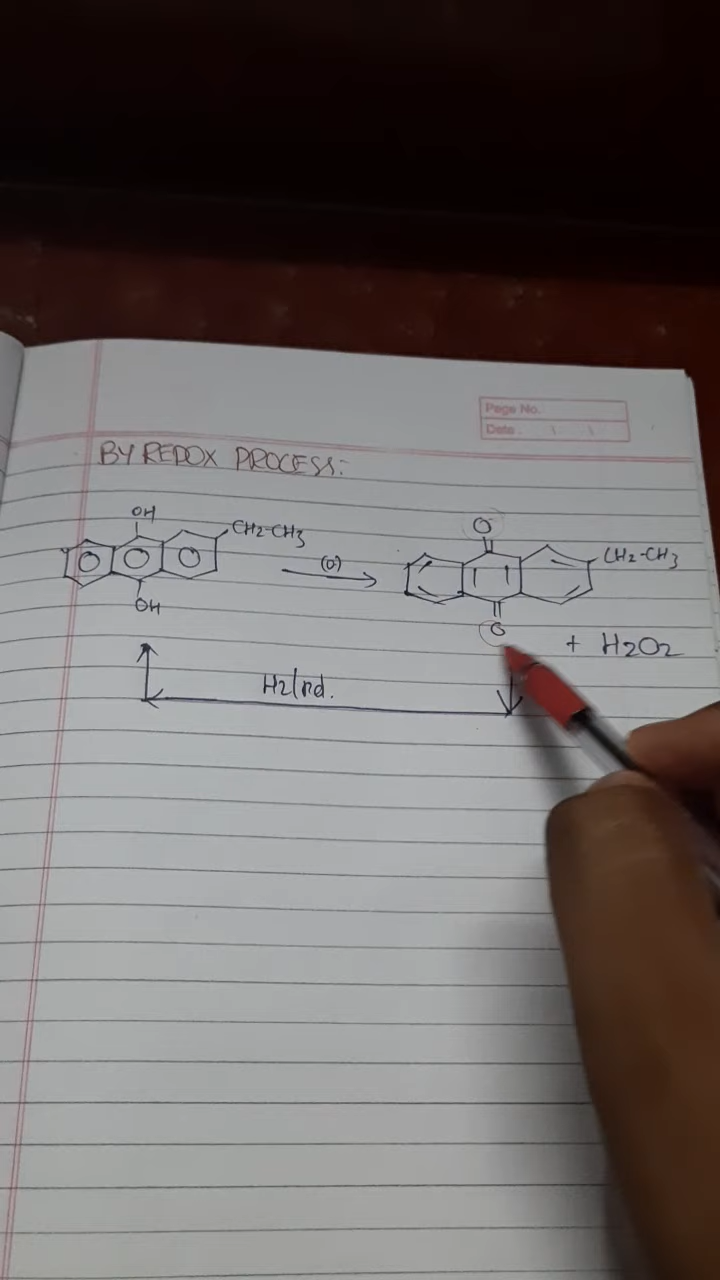 Page No.
Date
BY REDOX PROCESS:
OH
CH2-CH3
OH
(O)
O
CH2-CH3
O
+ H2O2
H2/Pd.